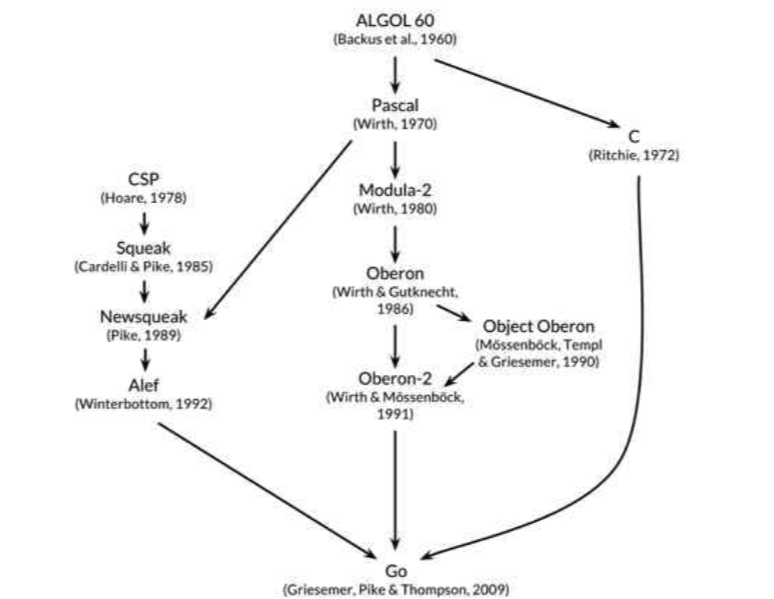 ALGOL 60
(Backus et al., 1960)
Pascal
(Wirth, 1970)
C
(Ritchie, 1972)
CSP
(Hoare, 1978)
Modula-2
(Wirth, 1980)
Squeak
(Cardelli & Pike, 1985)
Oberon
(Wirth & Gutknecht,
1986)
Newsqueak
(Pike, 1989)
Object Oberon
(Mössenböck, Templ
& Griesemer, 1990)
Oberon-2
(Wirth & Mössenböck,
1991)
Alef
(Winterbottom, 1992)
Go
(Griesemer, Pike & Thompson, 2009)